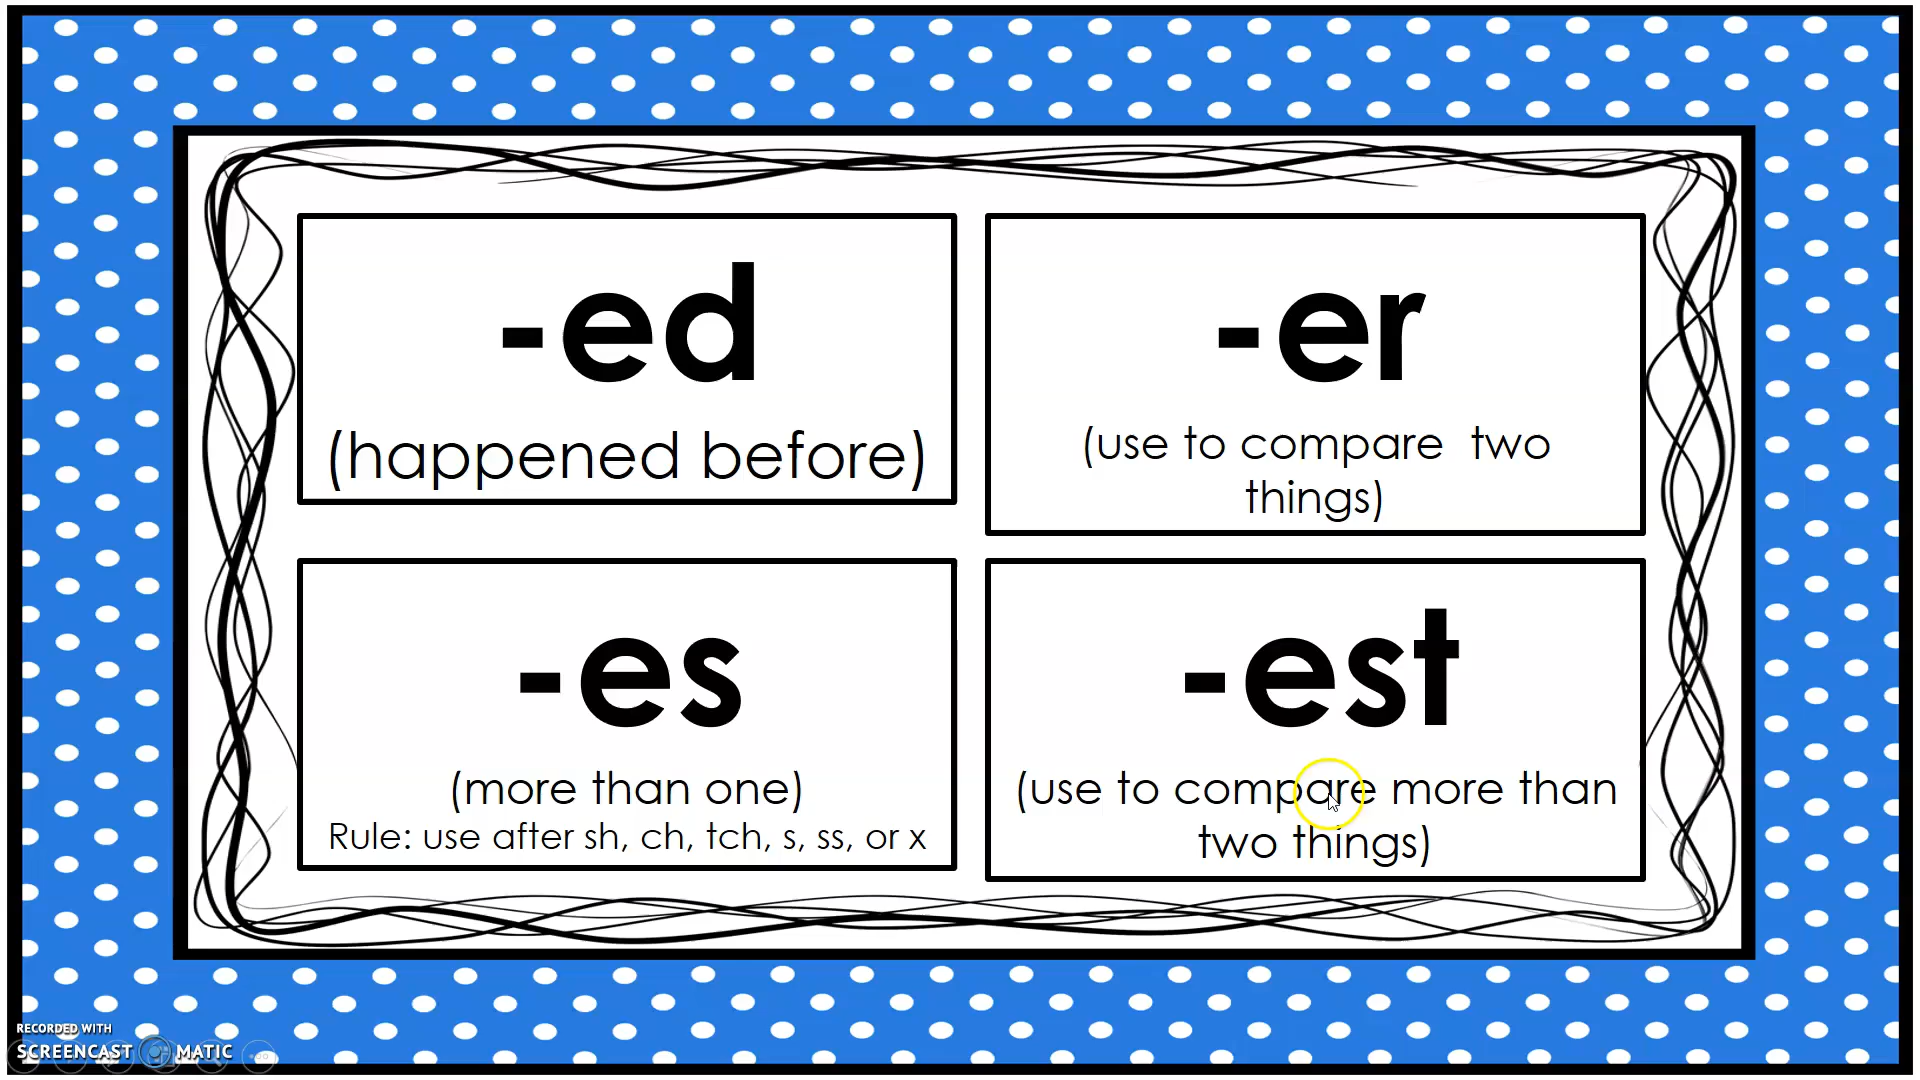 -ed
(happened before)
-er
(use to compare two
things)
-es
(more than one)
Rule: use after sh, ch, tch, s, ss, or x
-est
(use to compare more than
two things)
RECORDED WITH
SCREENCAST MATIC